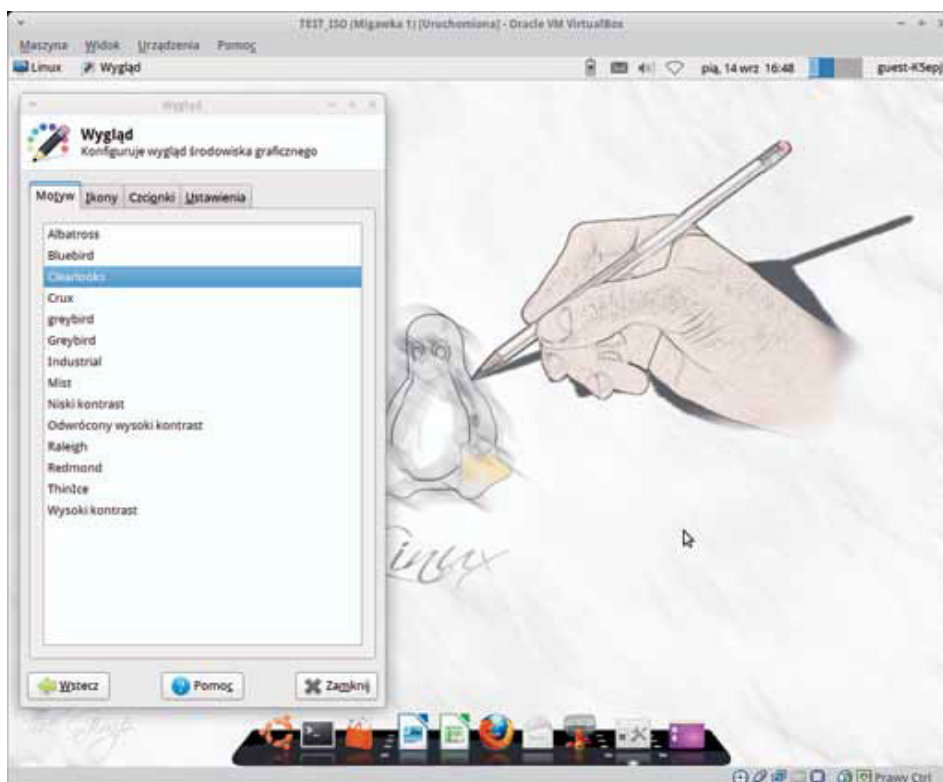 TEST_ISO (Migawka 1) [Uruchomiona] - Oracle VM VirtualBox
Maszyna Widok Urządzenia Pomoc
Linux Wygląd pią, 14 wrz 16:48
Wygląd
Wygląd
Konfiguruje wygląd środowiska graficznego
Motyw Ikony Czcionki Ustawienia
Albatross
Bluebird
Clearlooks
Crux
greybird
Greybird
Industrial
Mist
Niski kontrast
Odwrócony wysoki kontrast
Raleigh
Redmond
ThinIce
Wysoki kontrast
Linux
Wstecz Pomoc Zamknij
Prawy Ctrl